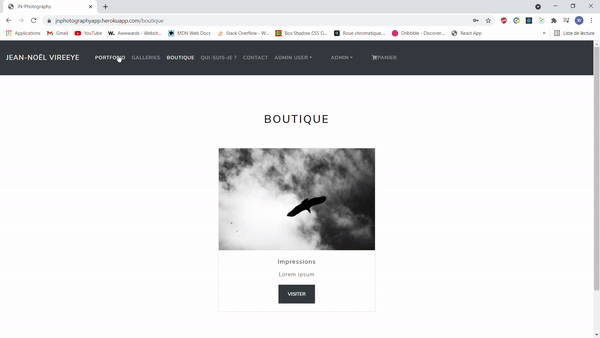 JN-Photography
jnphotographyapp.herokuapp.com/boutique
Applications Gmail YouTube Awwwards - Websit... MDN Web Docs Stack Overflow - W... Box Shadow CSS G... Roue chromatique,... Dribbble - Discover... React App Liste de lecture
JEAN-NOËL VIREEYE PORTFOLIO GALLERIES BOUTIQUE QUI-SUIS-JE ? CONTACT ADMIN USER ADMIN PANIER
BOUTIQUE
Impressions
Lorem ipsum
VISITER